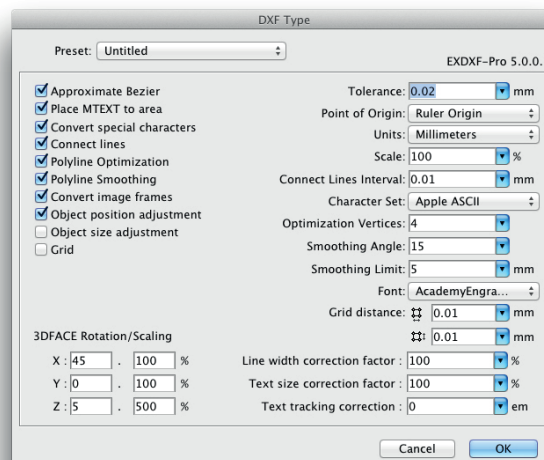 DXF Type
Preset: Untitled
EXDXF-Pro 5.0.0.
Approximate Bezier
Place MTEXT to area
Convert special characters
Connect lines
Polyline Optimization
Polyline Smoothing
Convert image frames
Object position adjustment
Object size adjustment
Grid
Tolerance: 0.02 mm
Point of Origin: Ruler Origin
Units: Millimeters
Scale: 100 %
Connect Lines Interval: 0.01 mm
Character Set: Apple ASCII
Optimization Vertices: 4
Smoothing Angle: 15
Smoothing Limit: 5 mm
Font: AcademyEngra...
Grid distance: 0.01 mm
0.01 mm
3DFACE Rotation/Scaling
X : 45 . 100 %
Y : 0 . 100 %
Z : 5 . 500 %
Line width correction factor : 100 %
Text size correction factor : 100 %
Text tracking correction : 0 em
Cancel
OK